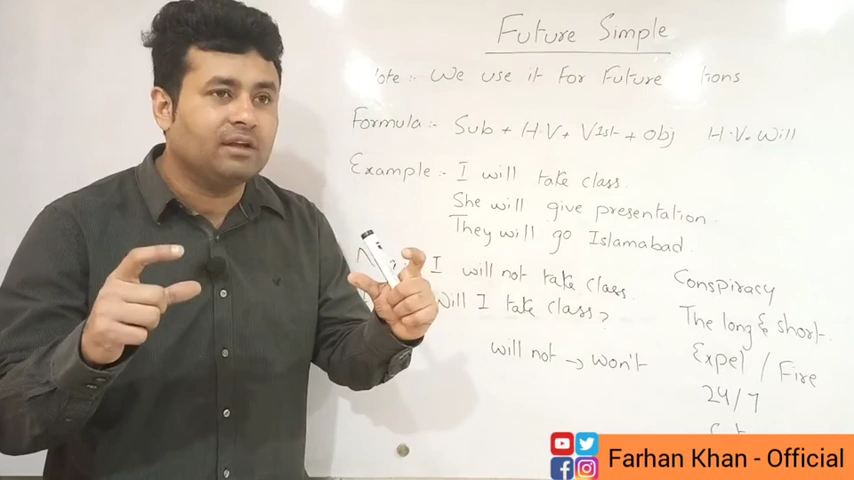 Future Simple
Note :- We use it for Future
Formula :- Sub + H.V + V1st + obj H.V. Will
Example :- I will take class.
She will give presentation.
They will go Islamabad.
I will not take class.
will I take class?
will not → won't
Conspiracy
The long & short.
Expel / Fire
24/7
Farhan Khan - Official